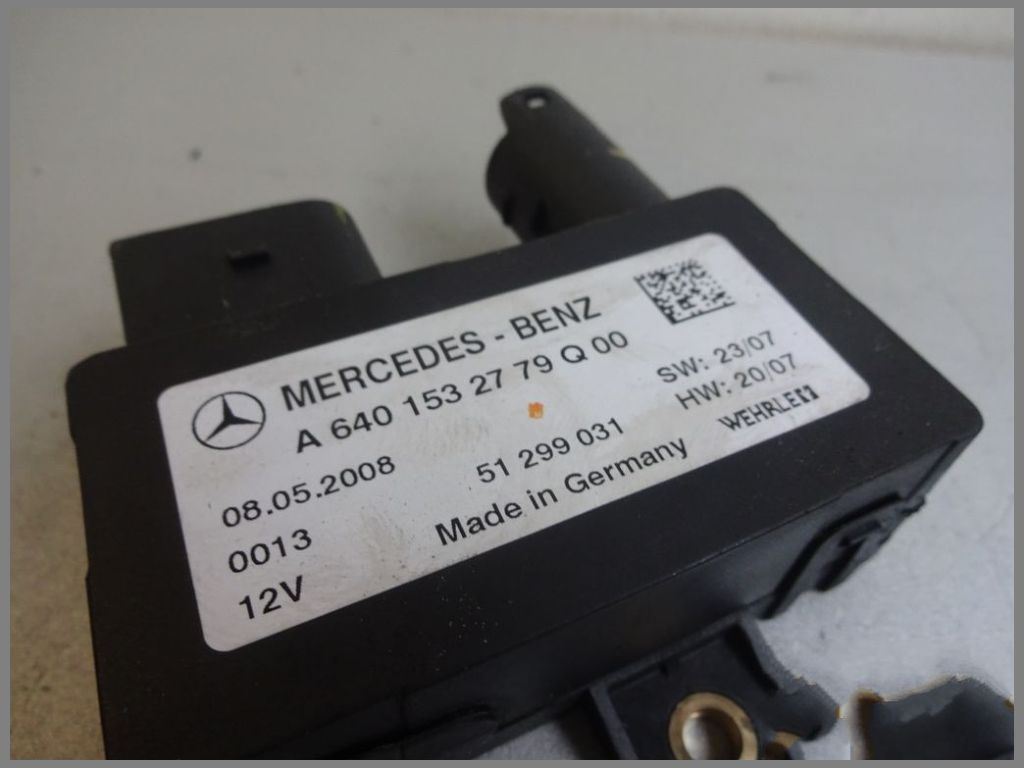 MERCEDES - BENZ
A 640 153 27 79 Q 00
SW: 23/07
HW: 20/07
WEHRLE
08.05.2008
51 299 031
0013
Made in Germany
12V